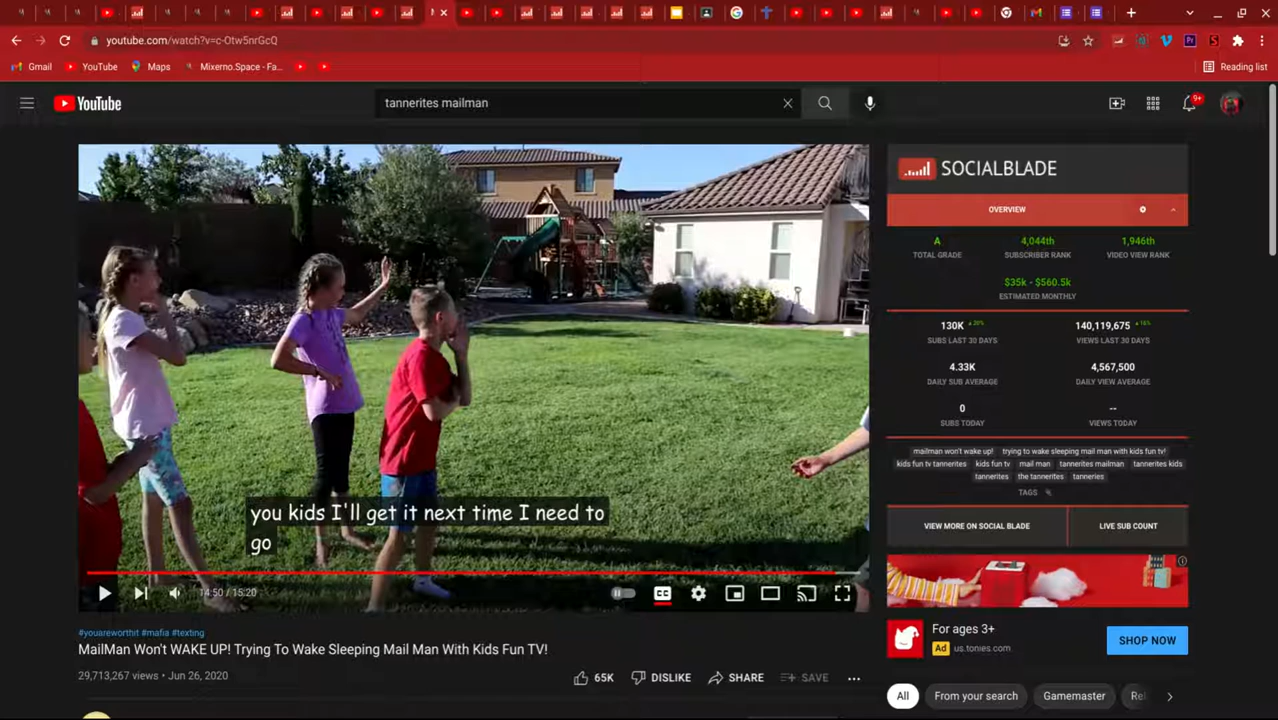 youtube.com/watch?v=c-Otw5nrGcQ
Gmail
YouTube
Maps
Mixerno.Space - Fa...
Reading list
YouTube
tannerites mailman
9+
SOCIALBLADE
OVERVIEW
A
4,044th
1,946th
TOTAL GRADE
SUBSCRIBER RANK
VIDEO VIEW RANK
$35k - $560.5k
ESTIMATED MONTHLY
130K ▲20%
140,119,675 ▲16%
SUBS LAST 30 DAYS
VIEWS LAST 30 DAYS
4.33K
4,567,500
DAILY SUB AVERAGE
DAILY VIEW AVERAGE
0
--
SUBS TODAY
VIEWS TODAY
mailman won't wake up! trying to wake sleeping mail man with kids fun tv!
kids fun tv tannerites kids fun tv mail man tannerites mailman tannerites kids
tannerites the tannerites tanneries
TAGS
VIEW MORE ON SOCIAL BLADE
LIVE SUB COUNT
you kids I'll get it next time I need to
go
CC
14:50 / 15:20
For ages 3+
Ad us.tonies.com
SHOP NOW
#youareworthit #mafia #texting
MailMan Won't WAKE UP! Trying To Wake Sleeping Mail Man With Kids Fun TV!
29,713,267 views • Jun 26, 2020
65K
DISLIKE
SHARE
SAVE
All
From your search
Gamemaster
Rel